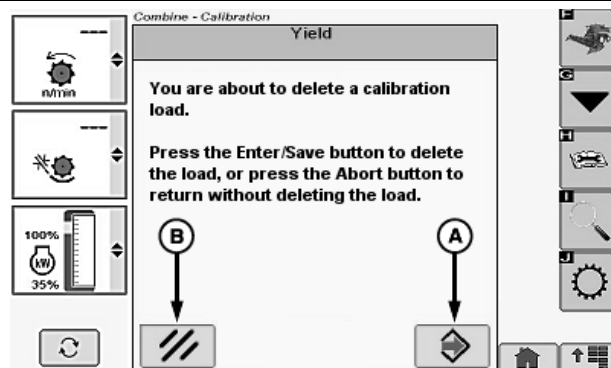 Combine - Calibration
Yield
F
---
n/min
You are about to delete a calibration
load.
G
---
Press the Enter/Save button to delete
the load, or press the Abort button to
return without deleting the load.
H
I
100%
kW
35%
B
A
J